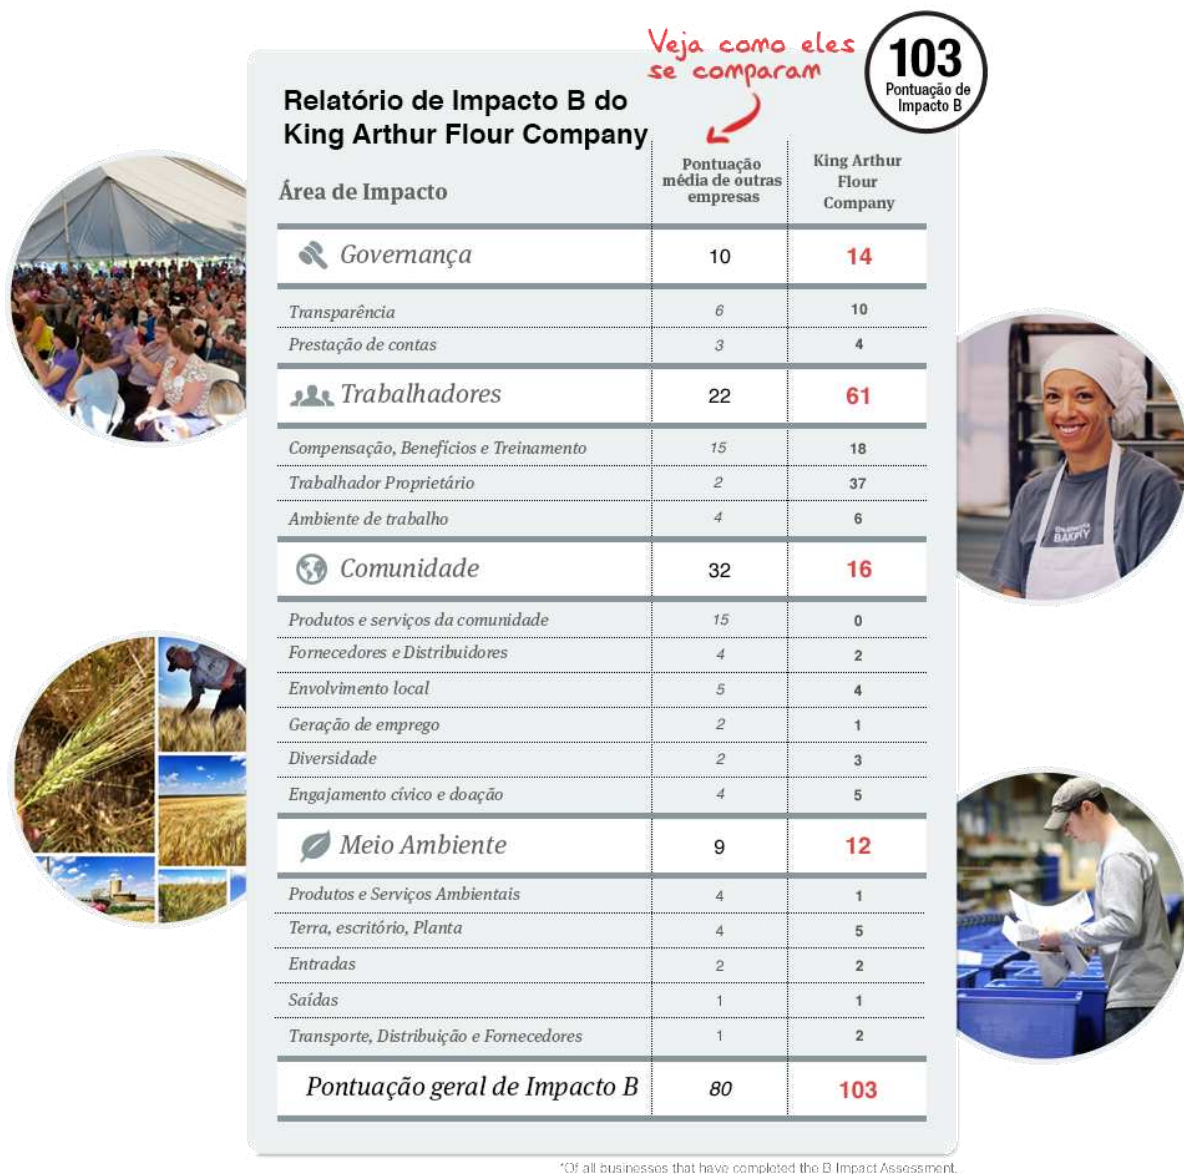 Veja como eles
se comparam
103
Pontuação de
Impacto B
Relatório de Impacto B do
King Arthur Flour Company
Área de Impacto
Pontuação
média de outras
empresas
King Arthur
Flour
Company
Governança 10 14
Transparência 6 10
Prestação de contas 3 4
Trabalhadores 22 61
Compensação, Benefícios e Treinamento 15 18
Trabalhador Proprietário 2 37
Ambiente de trabalho 4 6
Comunidade 32 16
Produtos e serviços da comunidade 15 0
Fornecedores e Distribuidores 4 2
Envolvimento local 5 4
Geração de emprego 2 1
Diversidade 2 3
Engajamento cívico e doação 4 5
Meio Ambiente 9 12
Produtos e Serviços Ambientais 4 1
Terra, escritório, Planta 4 5
Entradas 2 2
Saídas 1 1
Transporte, Distribuição e Fornecedores 1 2
Pontuação geral de Impacto B 80 103
BAKERY
*Of all businesses that have completed the B Impact Assessment.